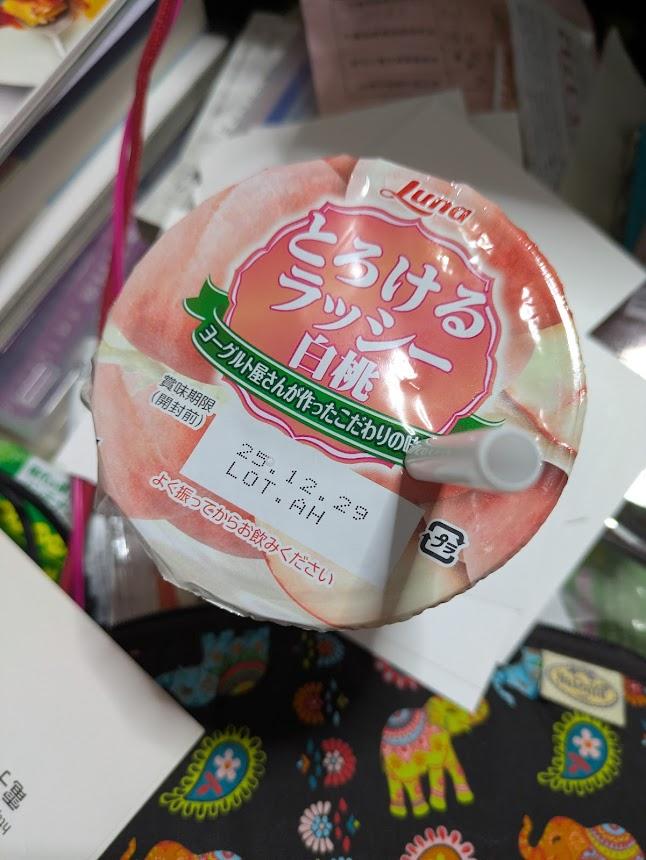 Luna
とろける
ラッシー
白桃
ヨーグルト屋さんが作ったこだわりの味
賞味期限
(開封前)
25.12.29
LOT.AH
よく振ってからお飲みください
プラ